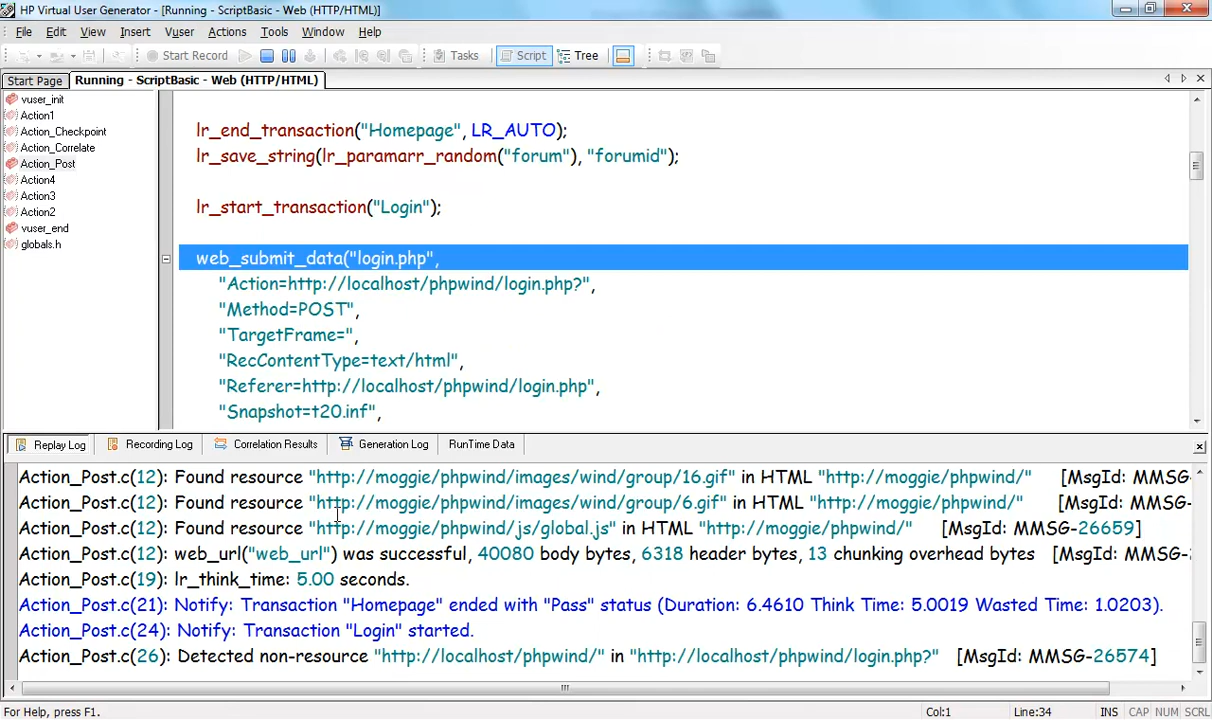 HP Virtual User Generator - [Running - ScriptBasic - Web (HTTP/HTML)]
File Edit View Insert Vuser Actions Tools Window Help
Start Record Tasks Script Tree
Start Page Running - ScriptBasic - Web (HTTP/HTML)
vuser_init
Action1
Action_Checkpoint
Action_Correlate
Action_Post
Action4
Action3
Action2
vuser_end
globals.h
lr_end_transaction("Homepage", LR_AUTO);
lr_save_string(lr_paramarr_random("forum"), "forumid");
lr_start_transaction("Login");
web_submit_data("login.php",
"Action=http://localhost/phpwind/login.php?",
"Method=POST",
"TargetFrame=",
"RecContentType=text/html",
"Referer=http://localhost/phpwind/login.php",
"Snapshot=t20.inf",
Replay Log Recording Log Correlation Results Generation Log RunTime Data
Action_Post.c(12): Found resource "http://moggie/phpwind/images/wind/group/16.gif" in HTML "http://moggie/phpwind/" [MsgId: MMSG-
Action_Post.c(12): Found resource "http://moggie/phpwind/images/wind/group/6.gif" in HTML "http://moggie/phpwind/" [MsgId: MMSG-
Action_Post.c(12): Found resource "http://moggie/phpwind/js/global.js" in HTML "http://moggie/phpwind/" [MsgId: MMSG-26659]
Action_Post.c(12): web_url("web_url") was successful, 40080 body bytes, 6318 header bytes, 13 chunking overhead bytes [MsgId: MMSG-
Action_Post.c(19): lr_think_time: 5.00 seconds.
Action_Post.c(21): Notify: Transaction "Homepage" ended with "Pass" status (Duration: 6.4610 Think Time: 5.0019 Wasted Time: 1.0203).
Action_Post.c(24): Notify: Transaction "Login" started.
Action_Post.c(26): Detected non-resource "http://localhost/phpwind/" in "http://localhost/phpwind/login.php?" [MsgId: MMSG-26574]
For Help, press F1. Col:1 Line:34 INS CAP NUM SCRL